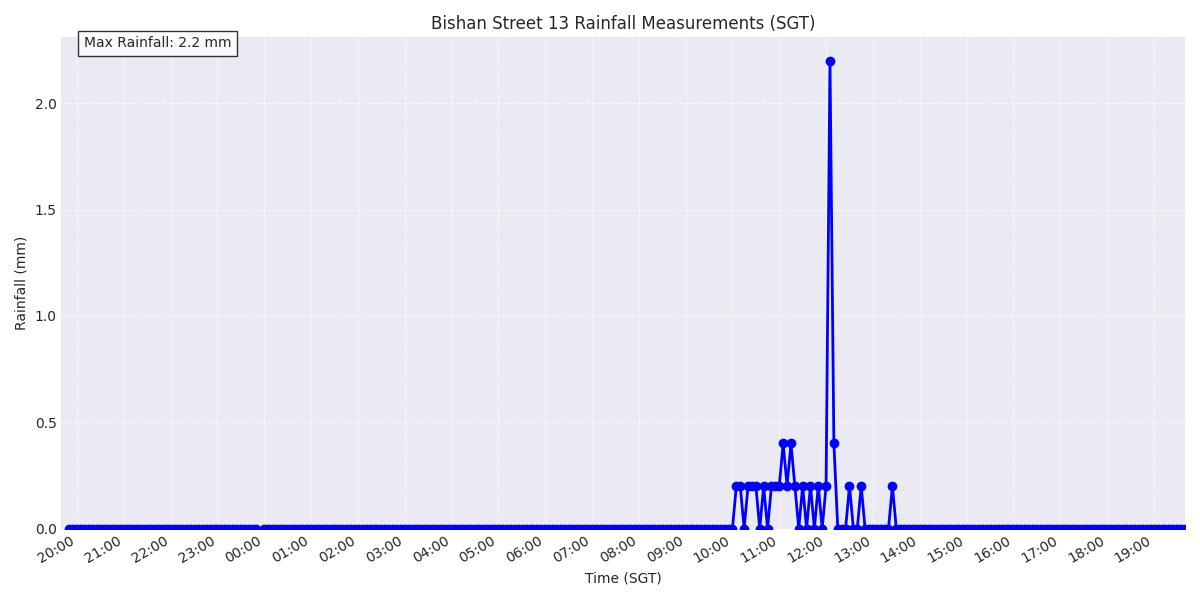 Bishan Street 13 Rainfall Measurements (SGT)
Max Rainfall: 2.2 mm
2.0
1.5
1.0
0.5
0.0
Rainfall (mm)
20:00 21:00 22:00 23:00 00:00 01:00 02:00 03:00 04:00 05:00 06:00 07:00 08:00 09:00 10:00 11:00 12:00 13:00 14:00 15:00 16:00 17:00 18:00 19:00
Time (SGT)